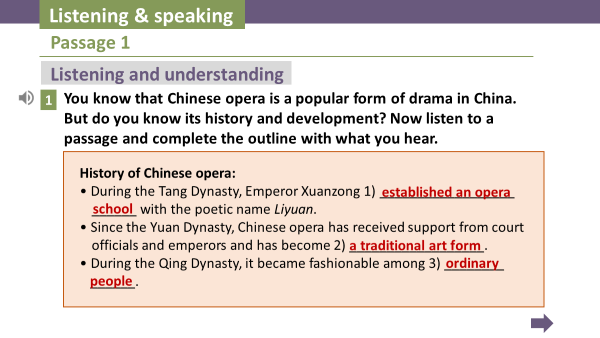 Listening & speaking
Passage 1
Listening and understanding
1 You know that Chinese opera is a popular form of drama in China.
But do you know its history and development? Now listen to a
passage and complete the outline with what you hear.
History of Chinese opera:
• During the Tang Dynasty, Emperor Xuanzong 1) established an opera
school with the poetic name Liyuan.
• Since the Yuan Dynasty, Chinese opera has received support from court
officials and emperors and has become 2) a traditional art form.
• During the Qing Dynasty, it became fashionable among 3) ordinary
people.